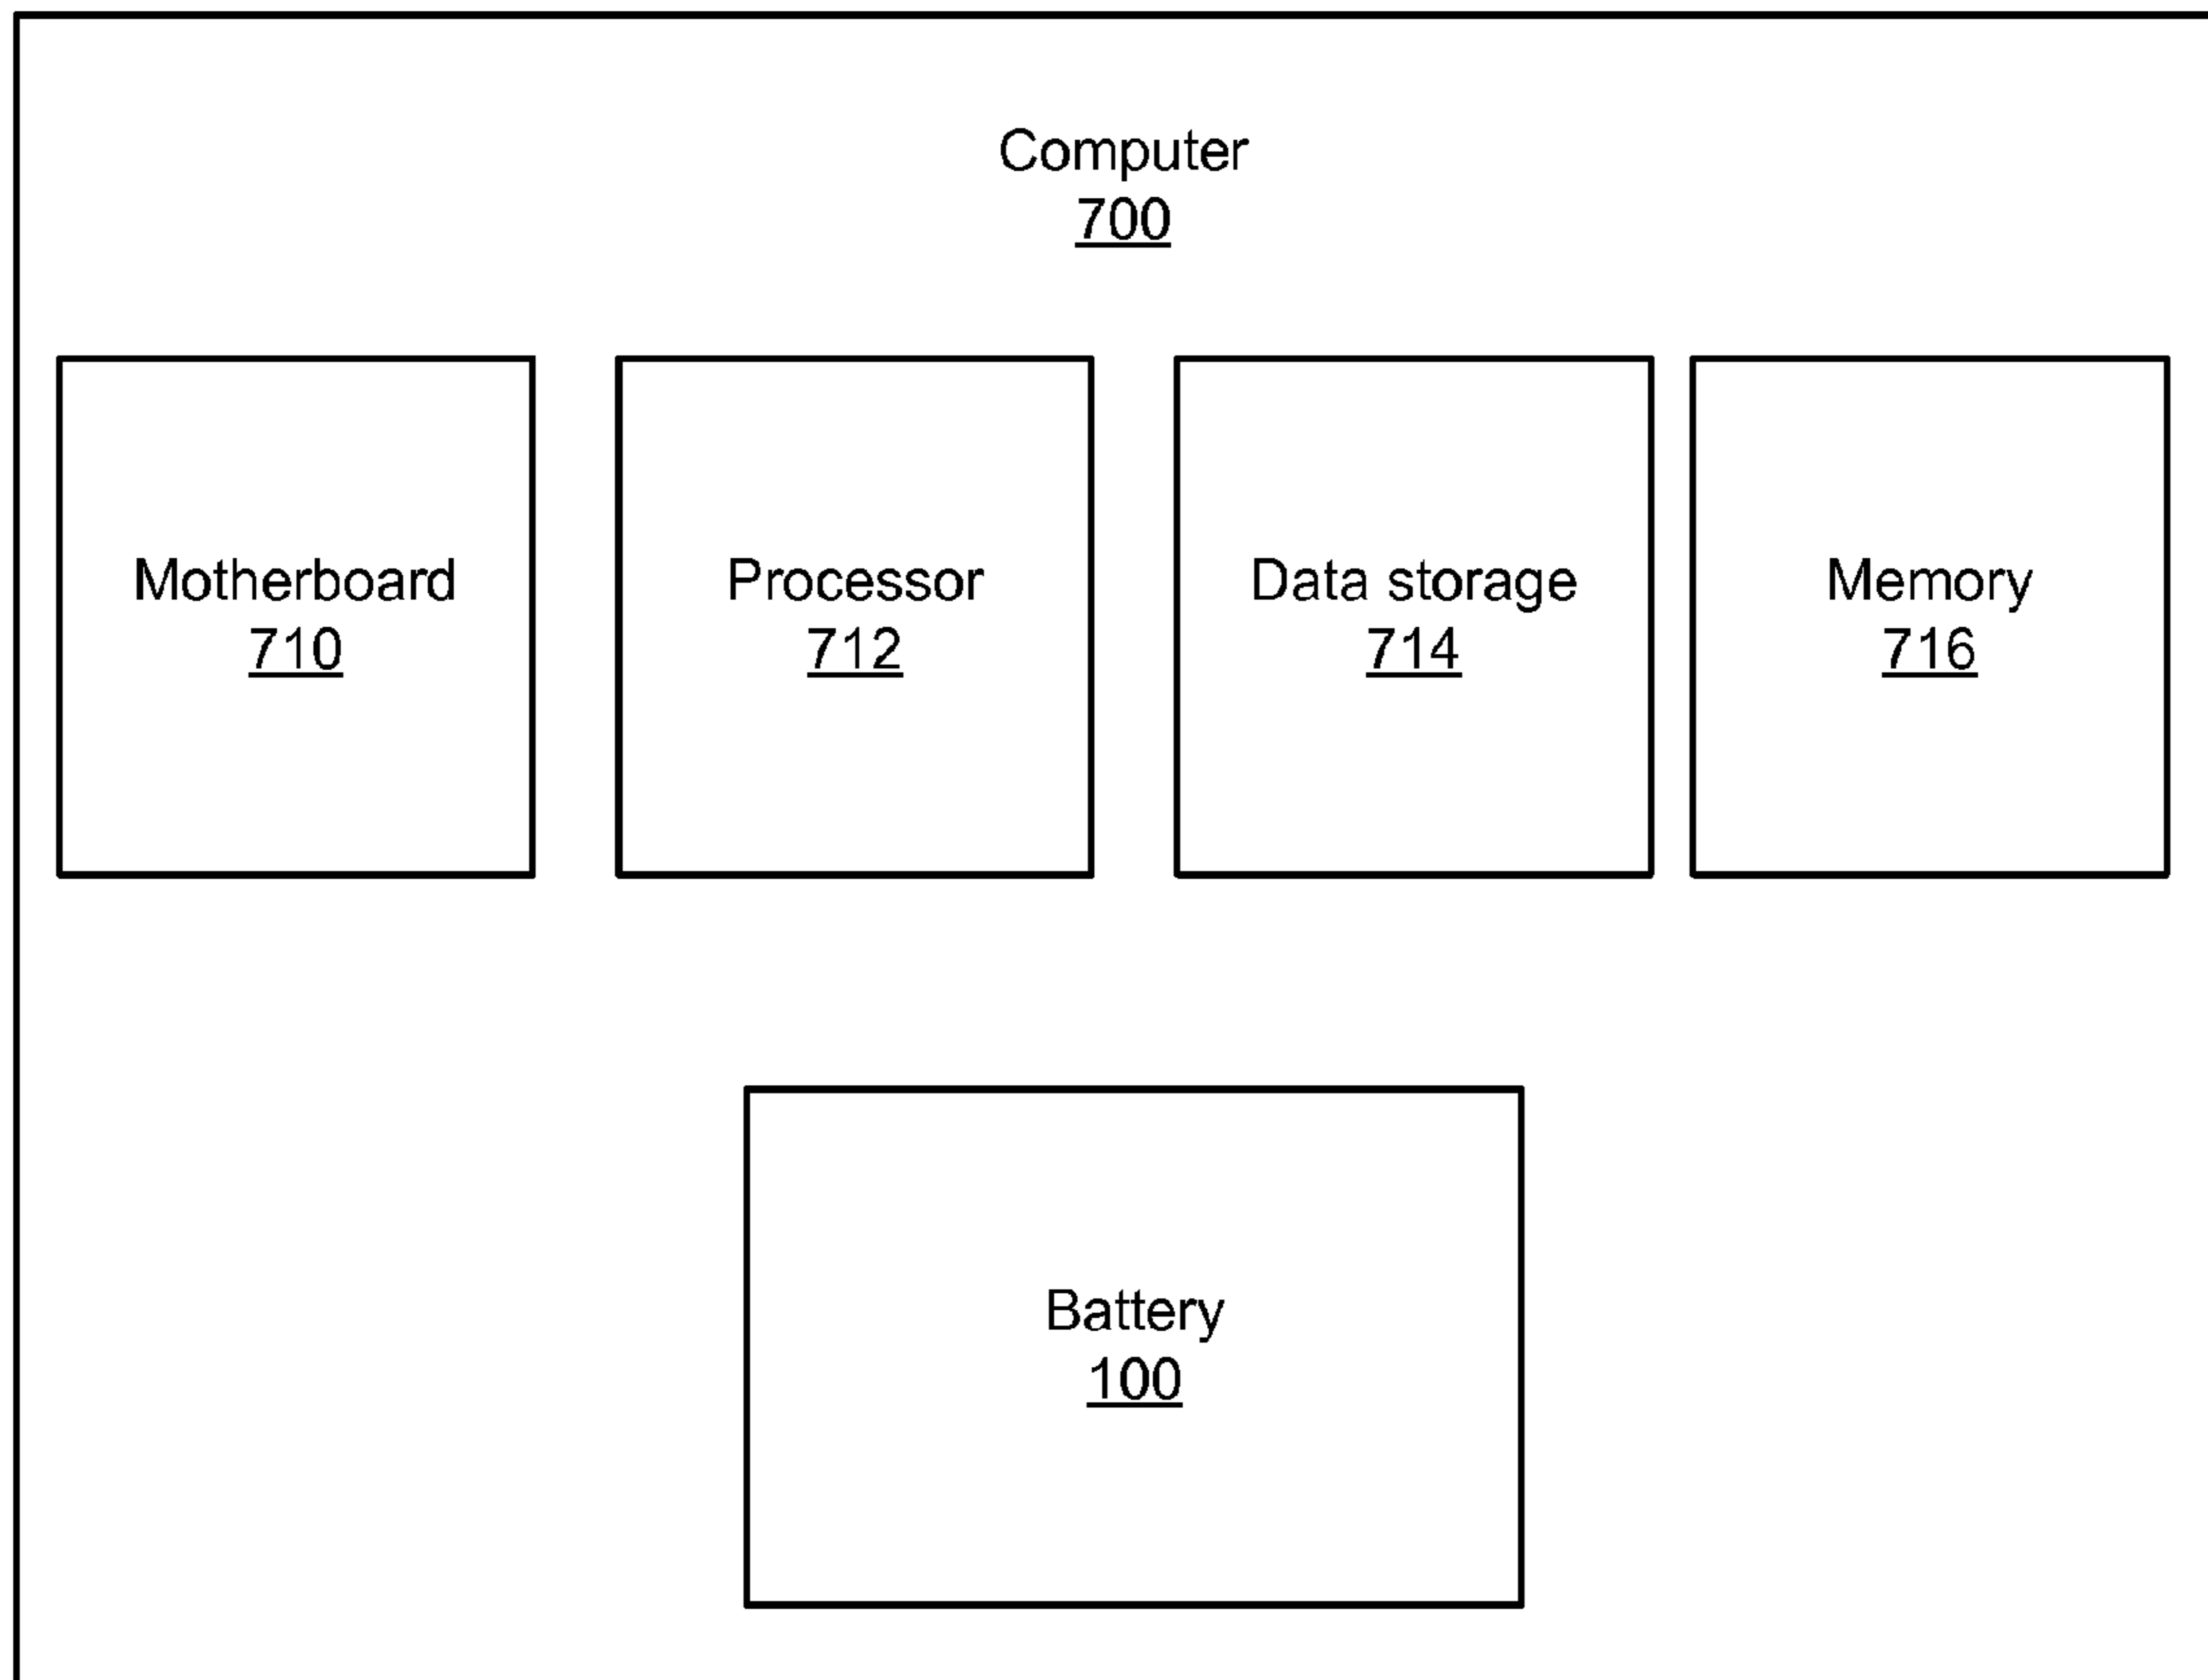 Computer
700
Motherboard
710
Processor
712
Data storage
714
Memory
716
Battery
100